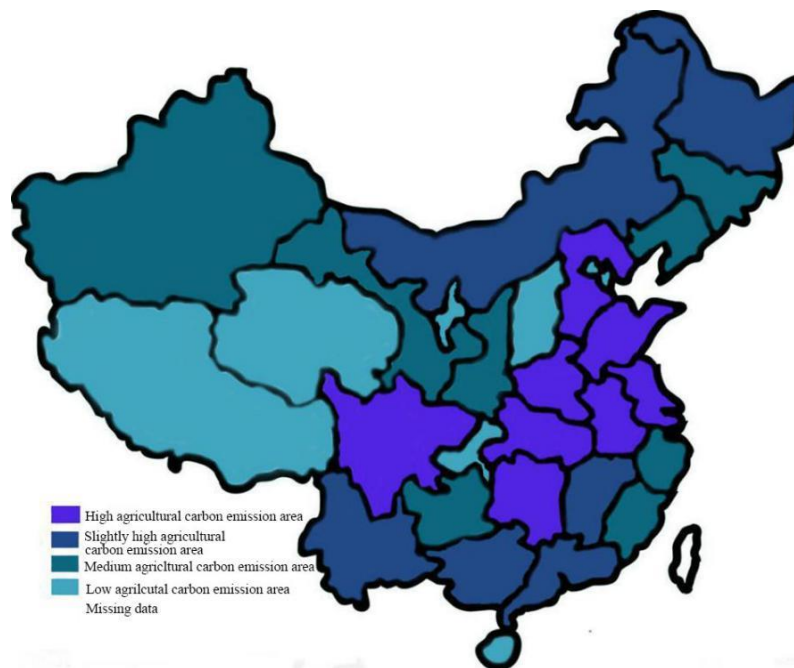 High agricultural carbon emission area
Slightly high agricultural
carbon emission area
Medium agricltural carbon emission area
Low agrilcutal carbon emission area
Missing data